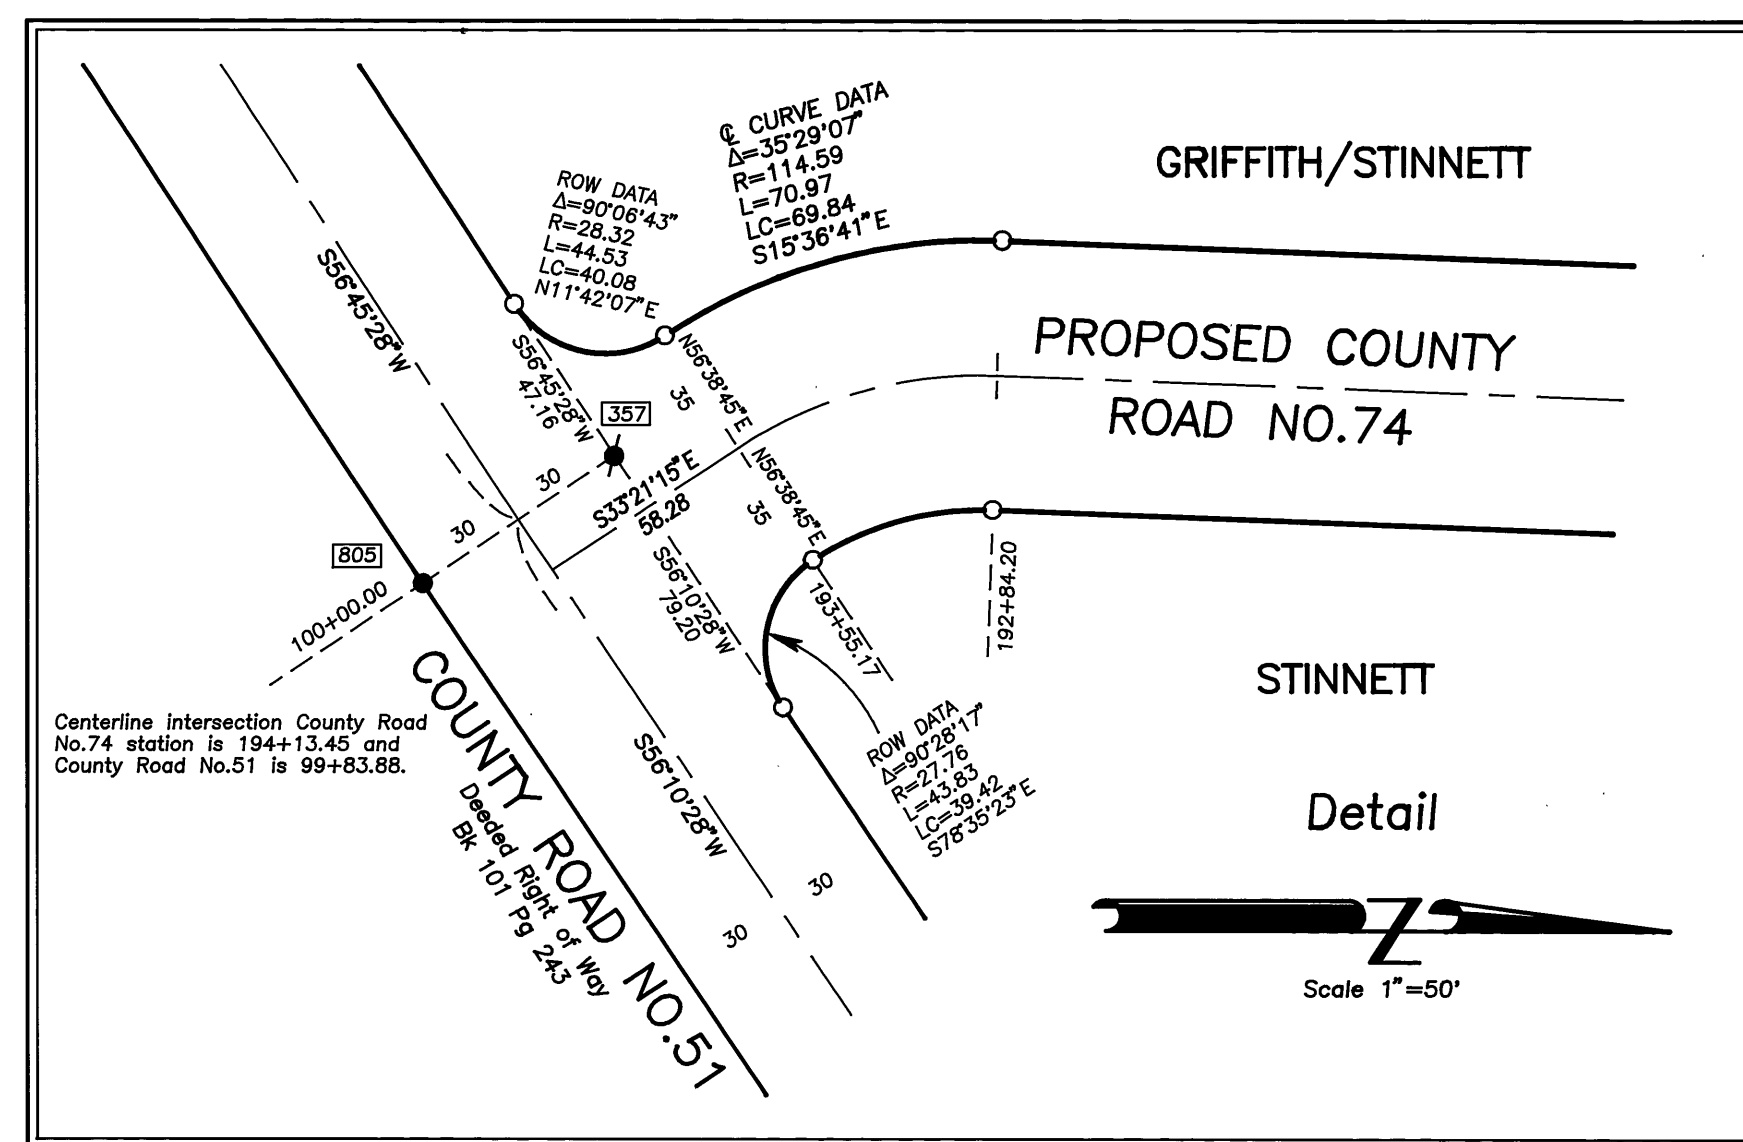 ℄ CURVE DATA
Δ=35°29'07"
R=114.59
L=70.97
LC=69.84
S15°36'41"E
ROW DATA
Δ=90°06'43"
R=28.32
L=44.53
LC=40.08
N11°42'07"E
GRIFFITH/STINNETT
S56°45'28"W
S56°45'28"W
47.16
357
N56°38'45"E
35
PROPOSED COUNTY
ROAD NO.74
30
30
S33°21'15"E
58.28
N56°38'45"E
35
805
100+00.00
S56°10'28"W
79.20
193+55.17
192+84.20
STINNETT
Centerline intersection County Road
No.74 station is 194+13.45 and
County Road No.51 is 99+83.88.
COUNTY ROAD NO.51
Deeded Right of Way
Bk 101 Pg 243
S56°10'28"W
30
30
ROW DATA
Δ=90°28'17"
R=27.76
L=43.83
LC=39.42
S78°35'23"E
Detail
Z
Scale 1"=50'